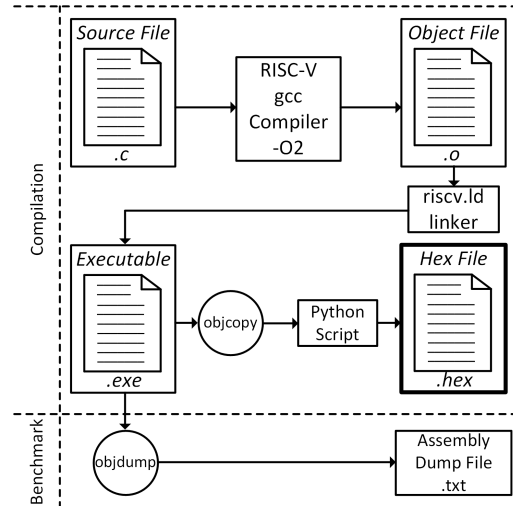 Source File
.c
RISC-V
gcc
Compiler
-O2
Object File
.o
riscv.ld
linker
Compilation
Executable
.exe
objcopy
Python
Script
Hex File
.hex
Benchmark
objdump
Assembly
Dump File
.txt